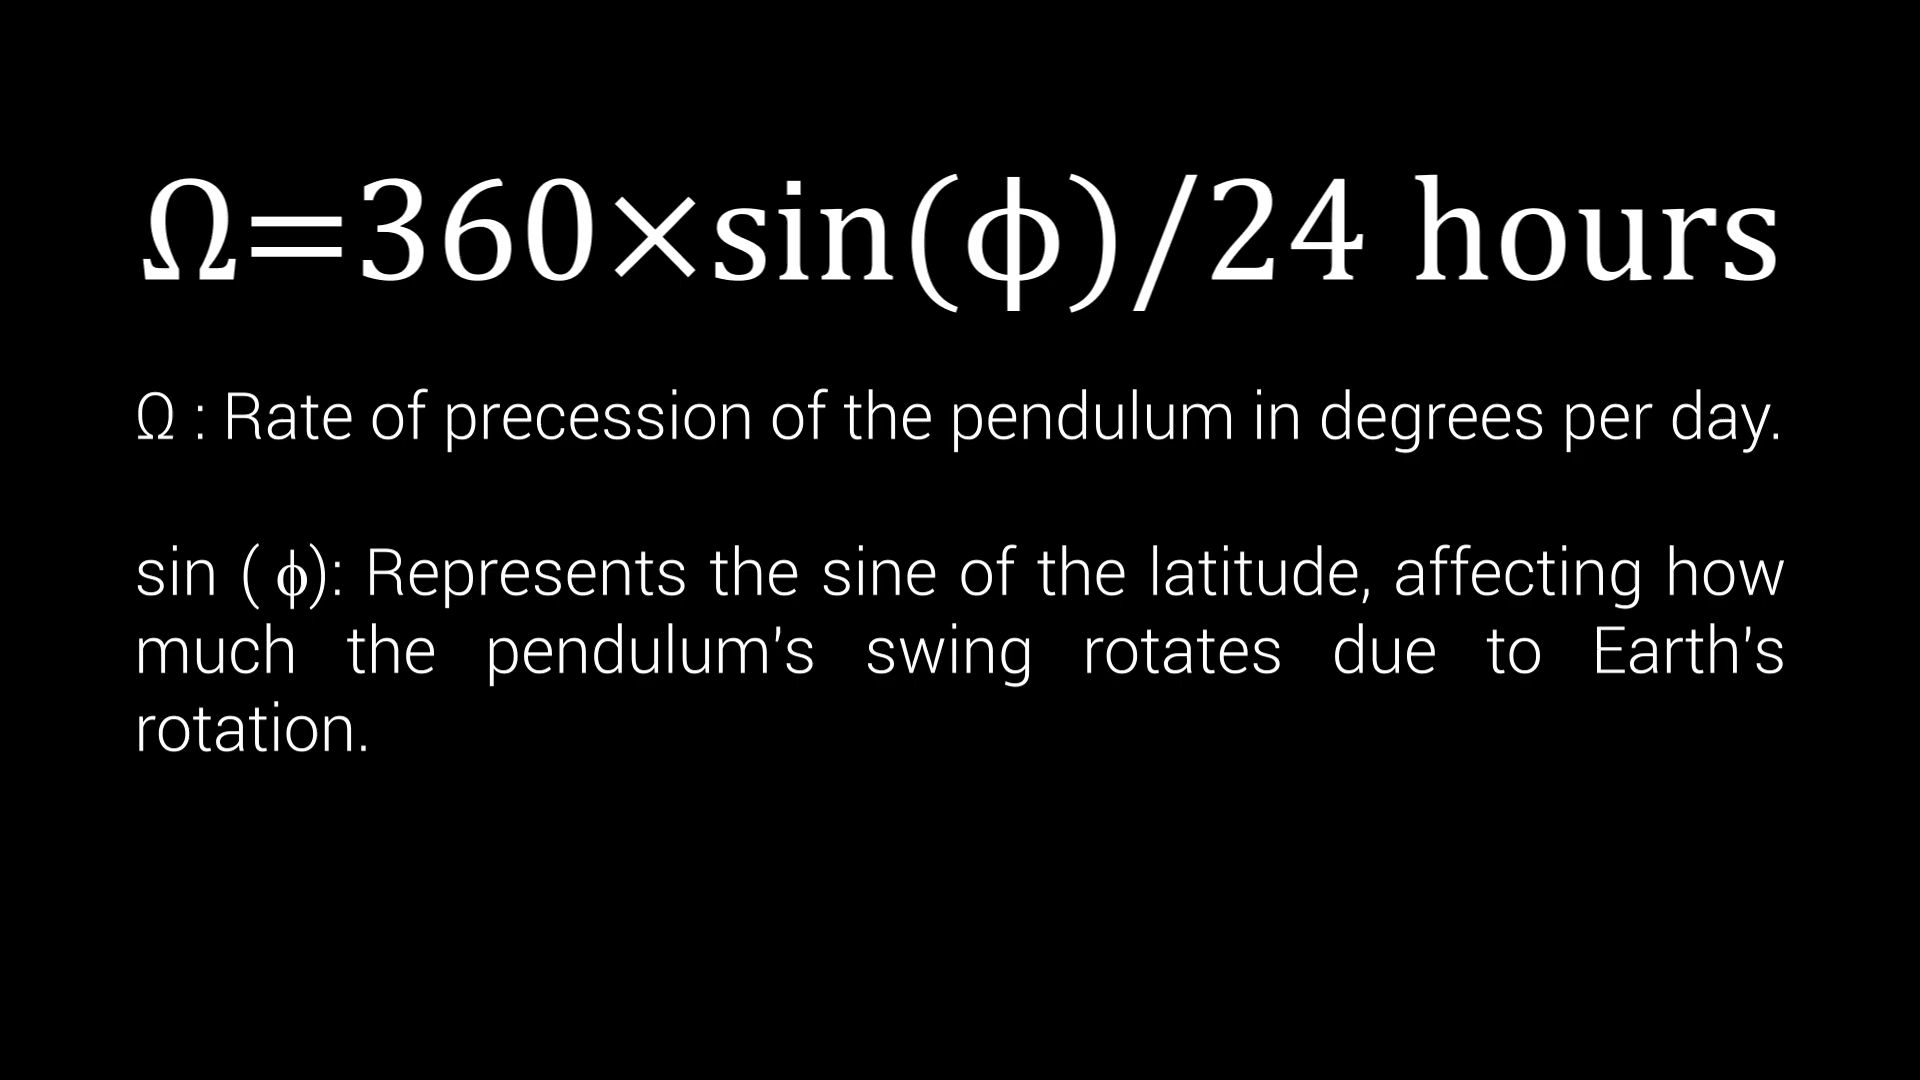 Ω=360×sin(ϕ)/24 hours
Ω : Rate of precession of the pendulum in degrees per day.
sin ( ϕ): Represents the sine of the latitude, affecting how
much the pendulum's swing rotates due to Earth's
rotation.